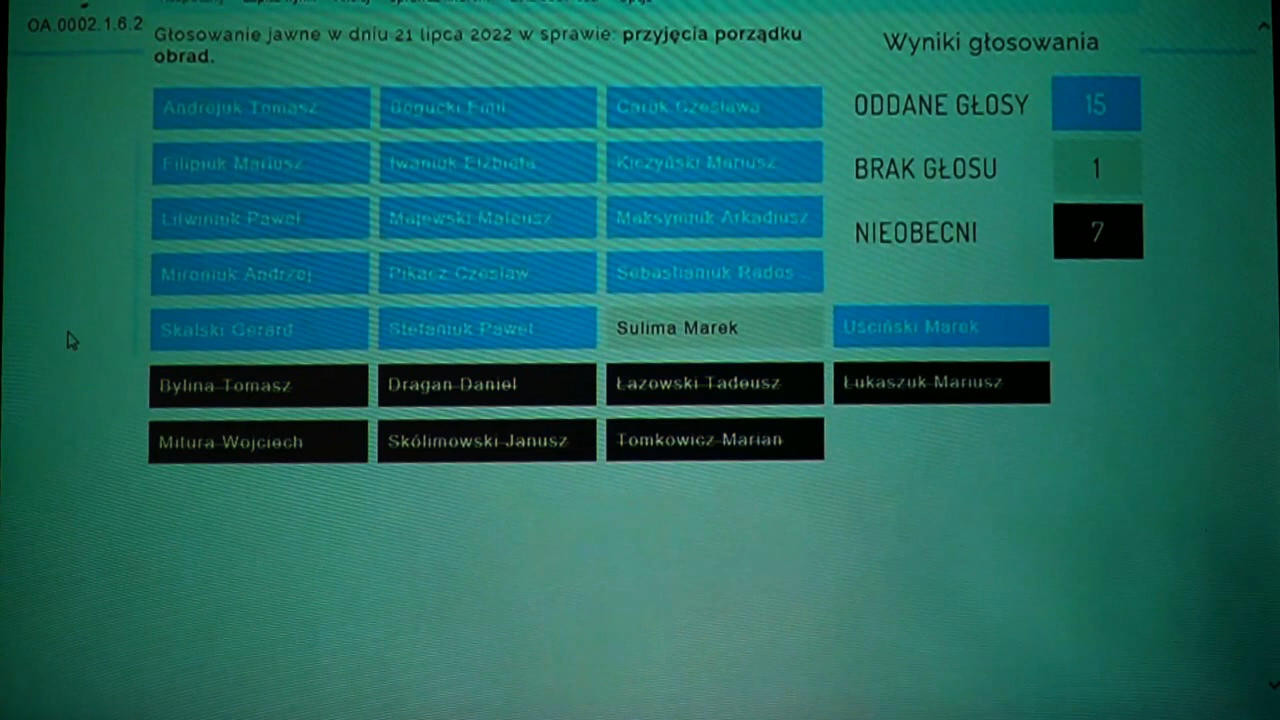 OA.0002.1.6.2
Głosowanie jawne w dniu 21 lipca 2022 w sprawie: przyjęcia porządku
obrad.
Wyniki głosowania
Andrejuk Tomasz Bogucki Emil Caruk Czesława
ODDANE GŁOSY 15
Filipiuk Mariusz Iwaniuk Elżbieta Kiczyński Mariusz
BRAK GŁOSU 1
Litwiniuk Paweł Majewski Mateusz Maksymiuk Arkadiusz
NIEOBECNI 7
Mironiuk Andrzej Pikacz Czesław Sebastianiuk Rados...
Skalski Gerard Stefaniuk Paweł Sulima Marek Uściński Marek
Bylina Tomasz Dragan Daniel Łazowski Tadeusz Łukaszuk Mariusz
Mitura Wojciech Skólimowski Janusz Tomkowicz Marian